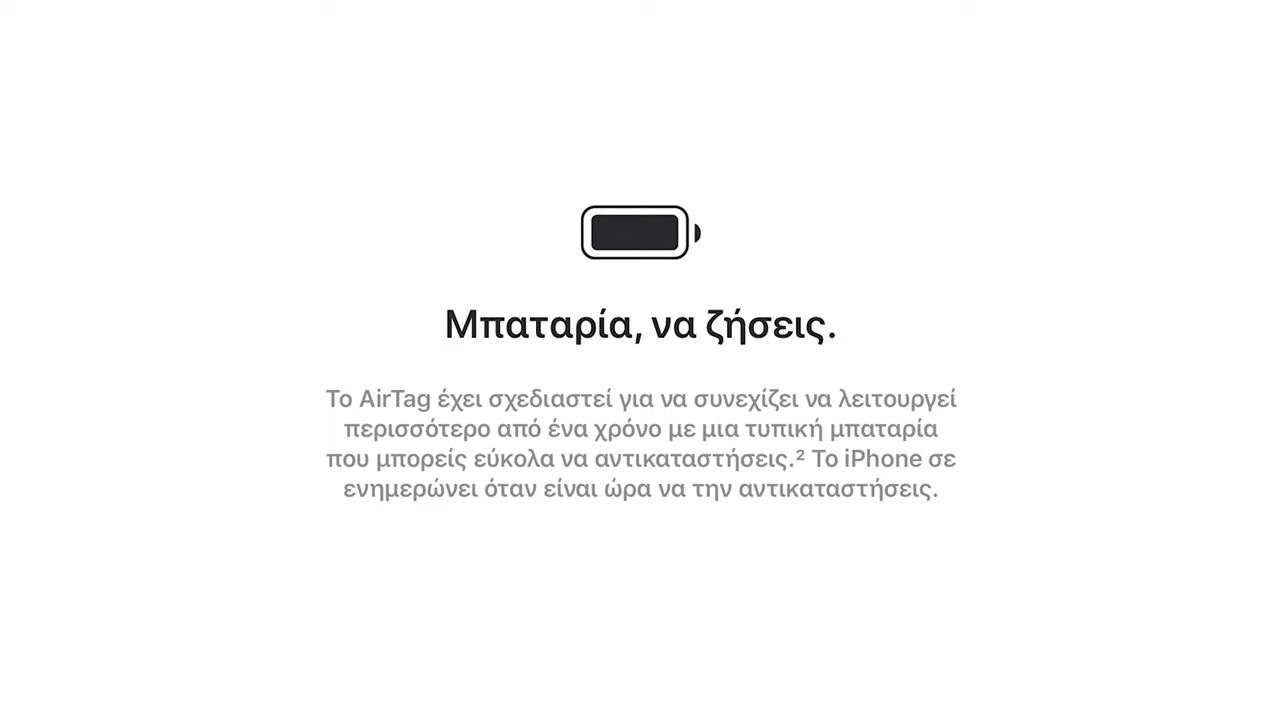 Μπαταρία, να ζήσεις.
Το AirTag έχει σχεδιαστεί για να συνεχίζει να λειτουργεί
περισσότερο από ένα χρόνο με μια τυπική μπαταρία
που μπορείς εύκολα να αντικαταστήσεις.² Το iPhone σε
ενημερώνει όταν είναι ώρα να την αντικαταστήσεις.